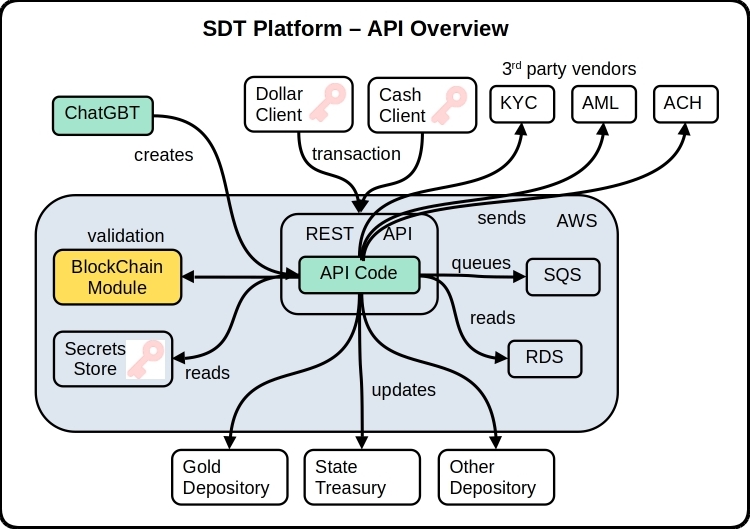 SDT Platform – API Overview
3rd party vendors
ChatGBT
Dollar
Client
Cash
Client
KYC
AML
ACH
creates
transaction
sends
AWS
validation
REST API
BlockChain
Module
API Code
queues
SQS
reads
Secrets
Store
reads
RDS
updates
Gold
Depository
State
Treasury
Other
Depository